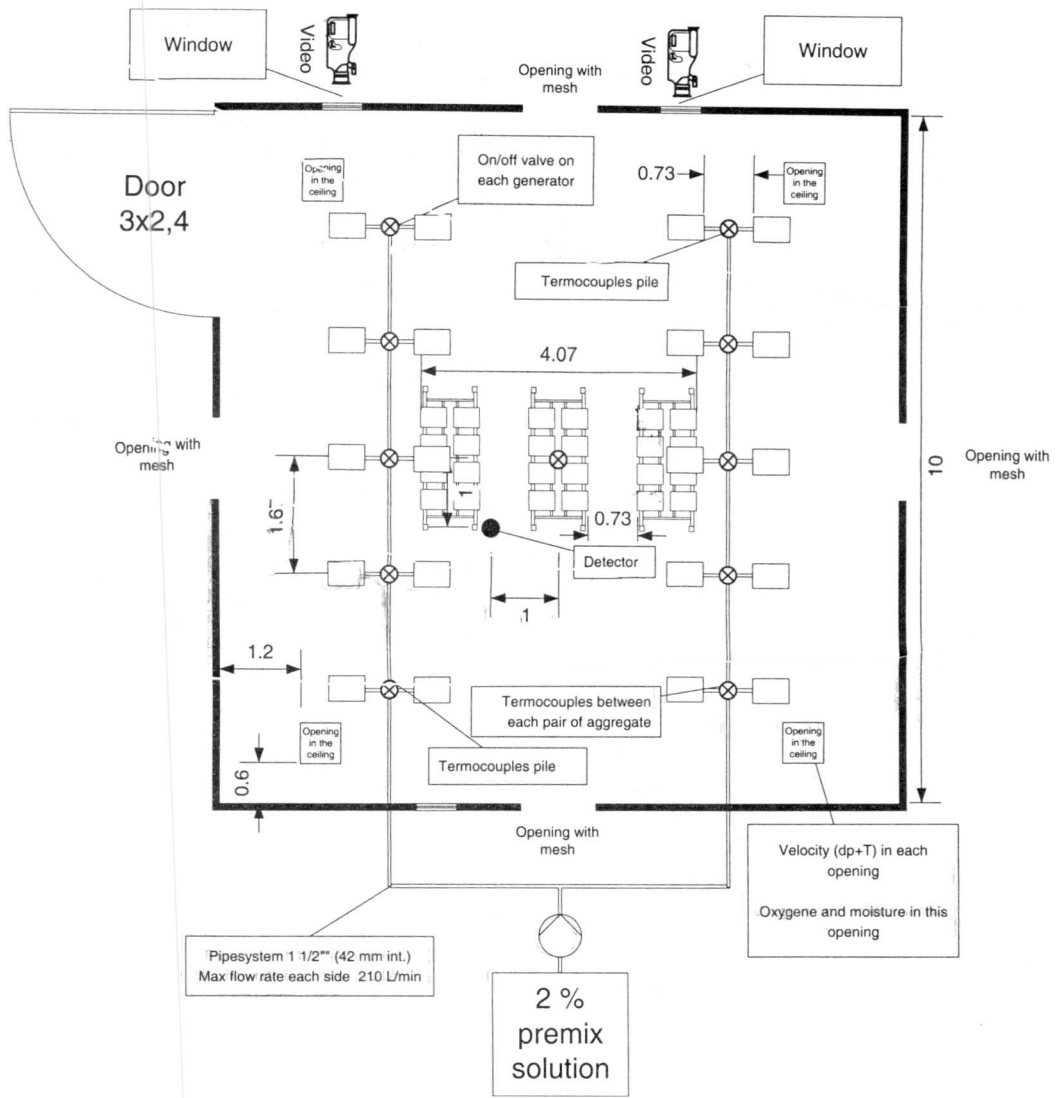 Window
Video
Opening with
mesh
Video
Window
Door
3x2,4
Opening
in the
ceiling
On/off valve on
each generator
0.73
Opening
in the
ceiling
Termocouples pile
4.07
Opening with
mesh
1.67
1
0.73
Detector
1
10
Opening with
mesh
1.2
Termocouples between
each pair of aggregate
Opening
in the
ceiling
0.6
Termocouples pile
Opening
in the
ceiling
Opening with
mesh
Velocity (dp+T) in each
opening
Oxygene and moisture in this
opening
Pipesystem 1 1/2"" (42 mm int.)
Max flow rate each side 210 L/min
2 %
premix
solution